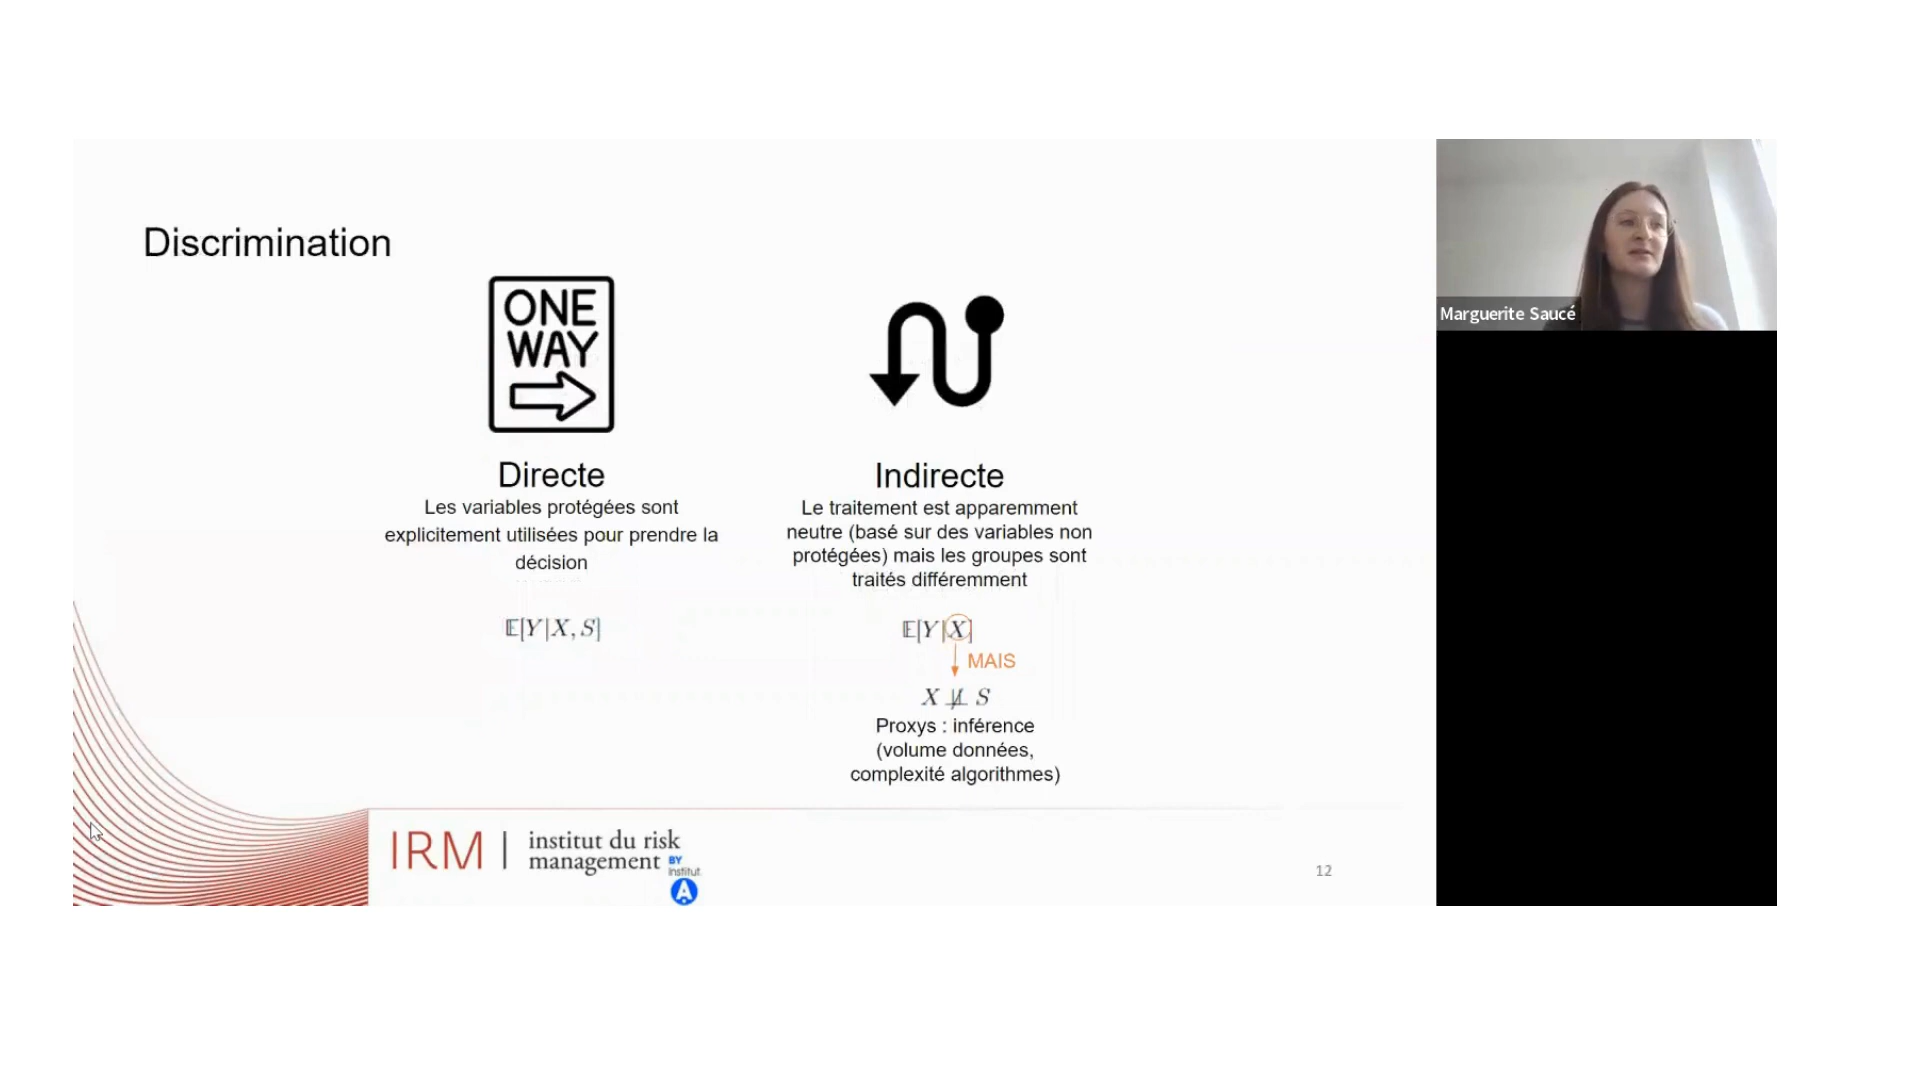 Discrimination
ONE
WAY
Directe
Les variables protégées sont
explicitement utilisées pour prendre la
décision
𝔼[Y|X, S]
Indirecte
Le traitement est apparemment
neutre (basé sur des variables non
protégées) mais les groupes sont
traités différemment
𝔼[Y|X]
MAIS
X ⊥̸⊥ S
Proxys : inférence
(volume données,
complexité algorithmes)
IRM | institut du risk
management BY
institut.
A
12
Marguerite Saucé